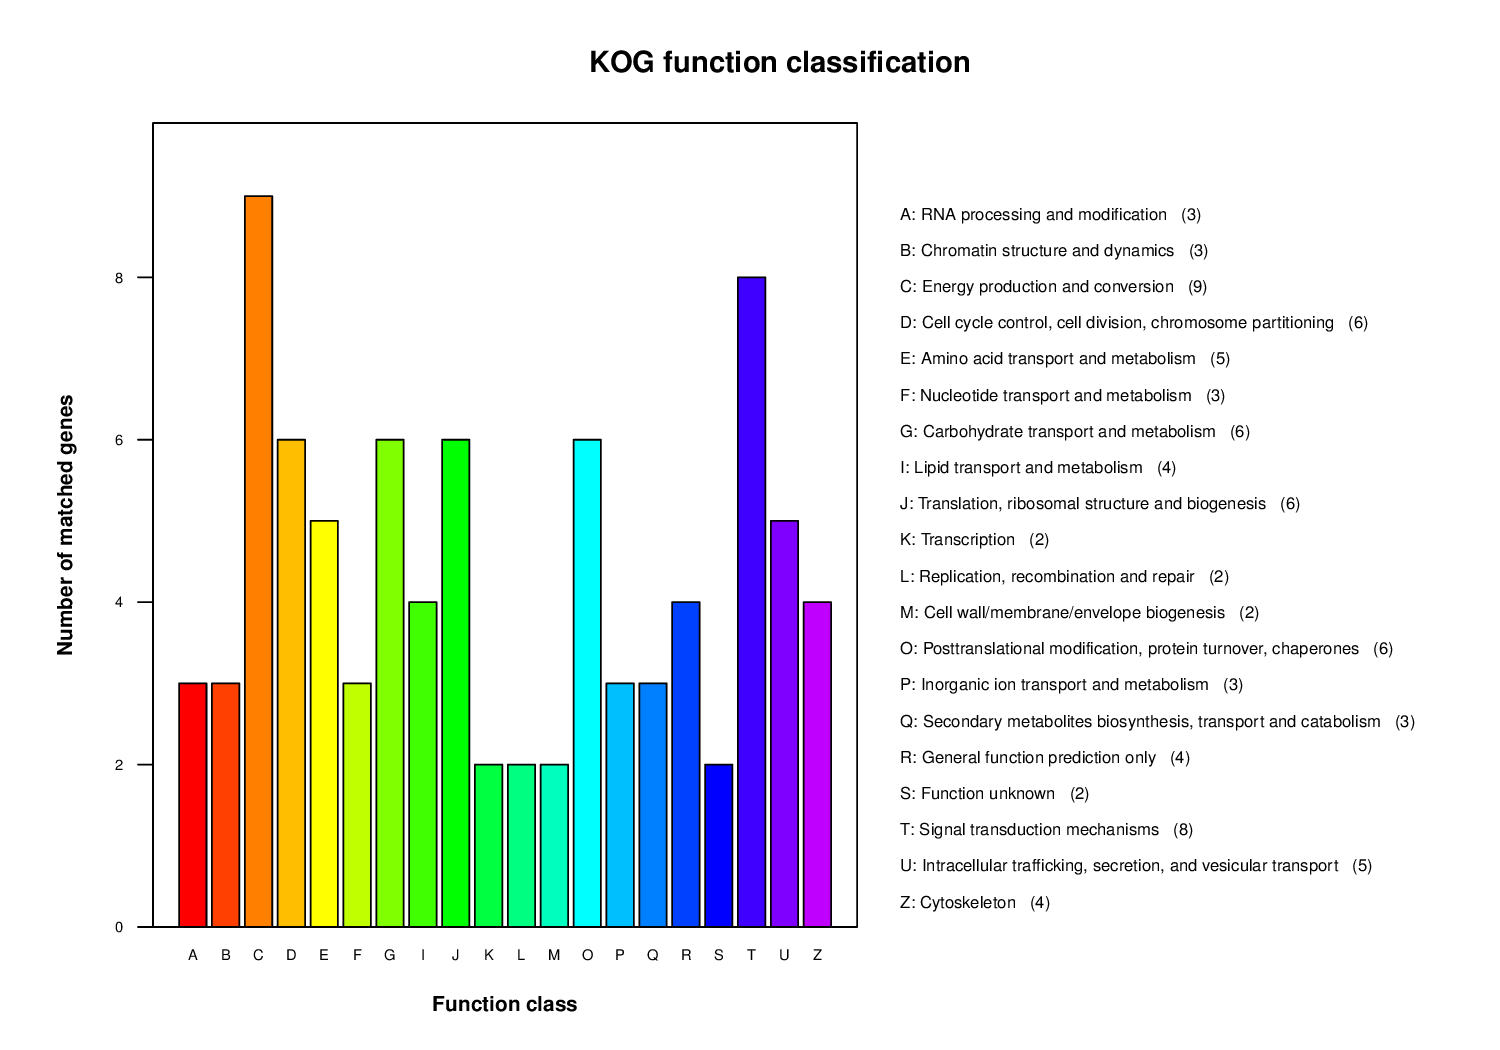 KOG function classification
Number of matched genes
8
6
4
2
0
A B C D E F G I J K L M O P Q R S T U Z
Function class
A: RNA processing and modification (3)
B: Chromatin structure and dynamics (3)
C: Energy production and conversion (9)
D: Cell cycle control, cell division, chromosome partitioning (6)
E: Amino acid transport and metabolism (5)
F: Nucleotide transport and metabolism (3)
G: Carbohydrate transport and metabolism (6)
I: Lipid transport and metabolism (4)
J: Translation, ribosomal structure and biogenesis (6)
K: Transcription (2)
L: Replication, recombination and repair (2)
M: Cell wall/membrane/envelope biogenesis (2)
O: Posttranslational modification, protein turnover, chaperones (6)
P: Inorganic ion transport and metabolism (3)
Q: Secondary metabolites biosynthesis, transport and catabolism (3)
R: General function prediction only (4)
S: Function unknown (2)
T: Signal transduction mechanisms (8)
U: Intracellular trafficking, secretion, and vesicular transport (5)
Z: Cytoskeleton (4)